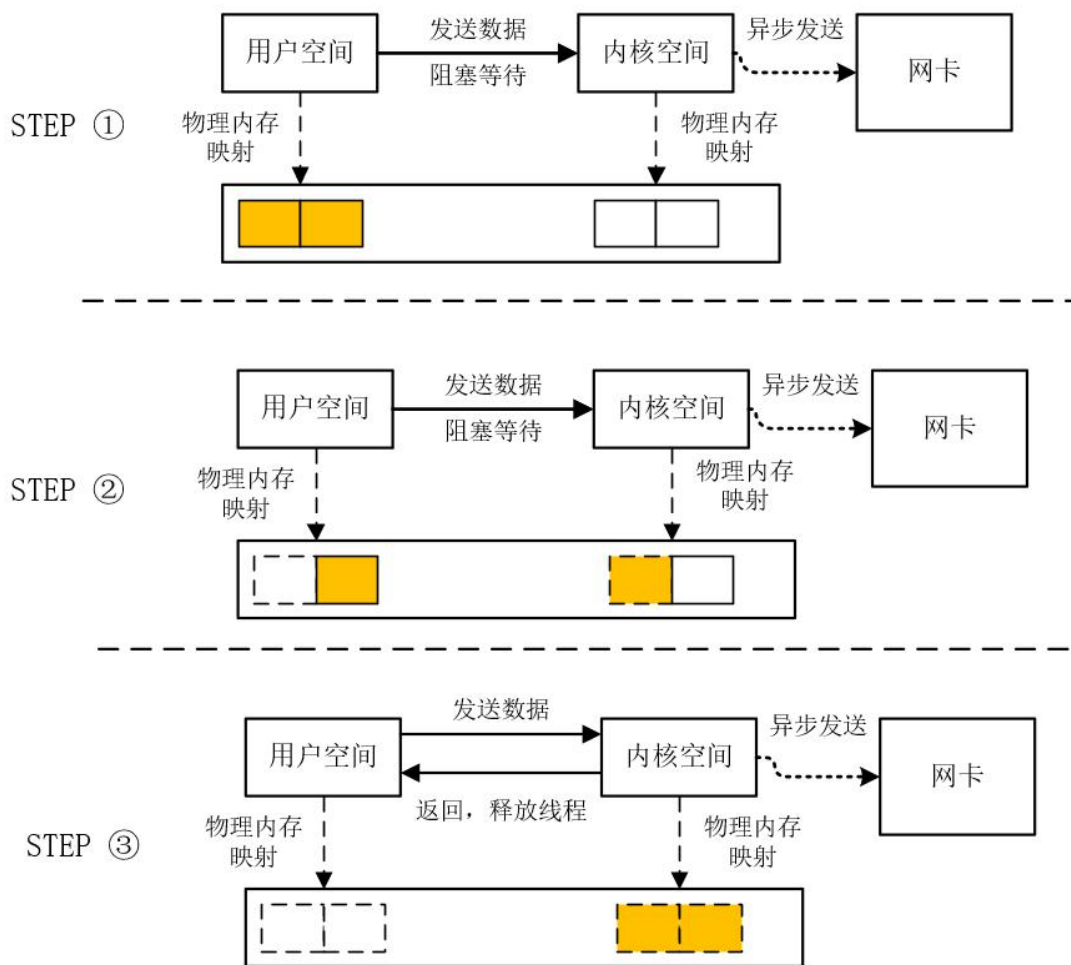 用户空间
发送数据
阻塞等待
内核空间
异步发送
网卡
STEP ①
物理内存
映射
物理内存
映射
用户空间
发送数据
阻塞等待
内核空间
异步发送
网卡
STEP ②
物理内存
映射
物理内存
映射
用户空间
发送数据
返回，释放线程
内核空间
异步发送
网卡
STEP ③
物理内存
映射
物理内存
映射